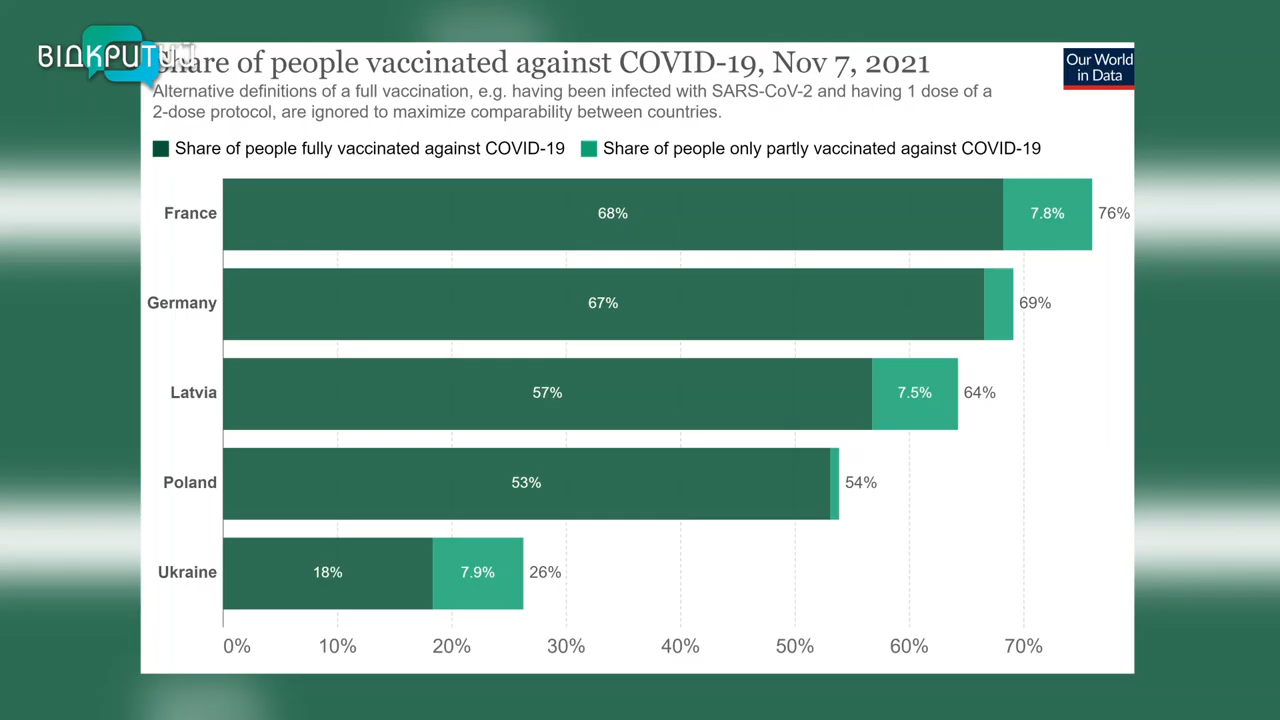 ВІДКРИТИЙ
Share of people vaccinated against COVID-19, Nov 7, 2021
Our World
in Data
Alternative definitions of a full vaccination, e.g. having been infected with SARS-CoV-2 and having 1 dose of a
2-dose protocol, are ignored to maximize comparability between countries.
Share of people fully vaccinated against COVID-19 Share of people only partly vaccinated against COVID-19
France 68% 7.8% 76%
Germany 67% 69%
Latvia 57% 7.5% 64%
Poland 53% 54%
Ukraine 18% 7.9% 26%
0% 10% 20% 30% 40% 50% 60% 70%